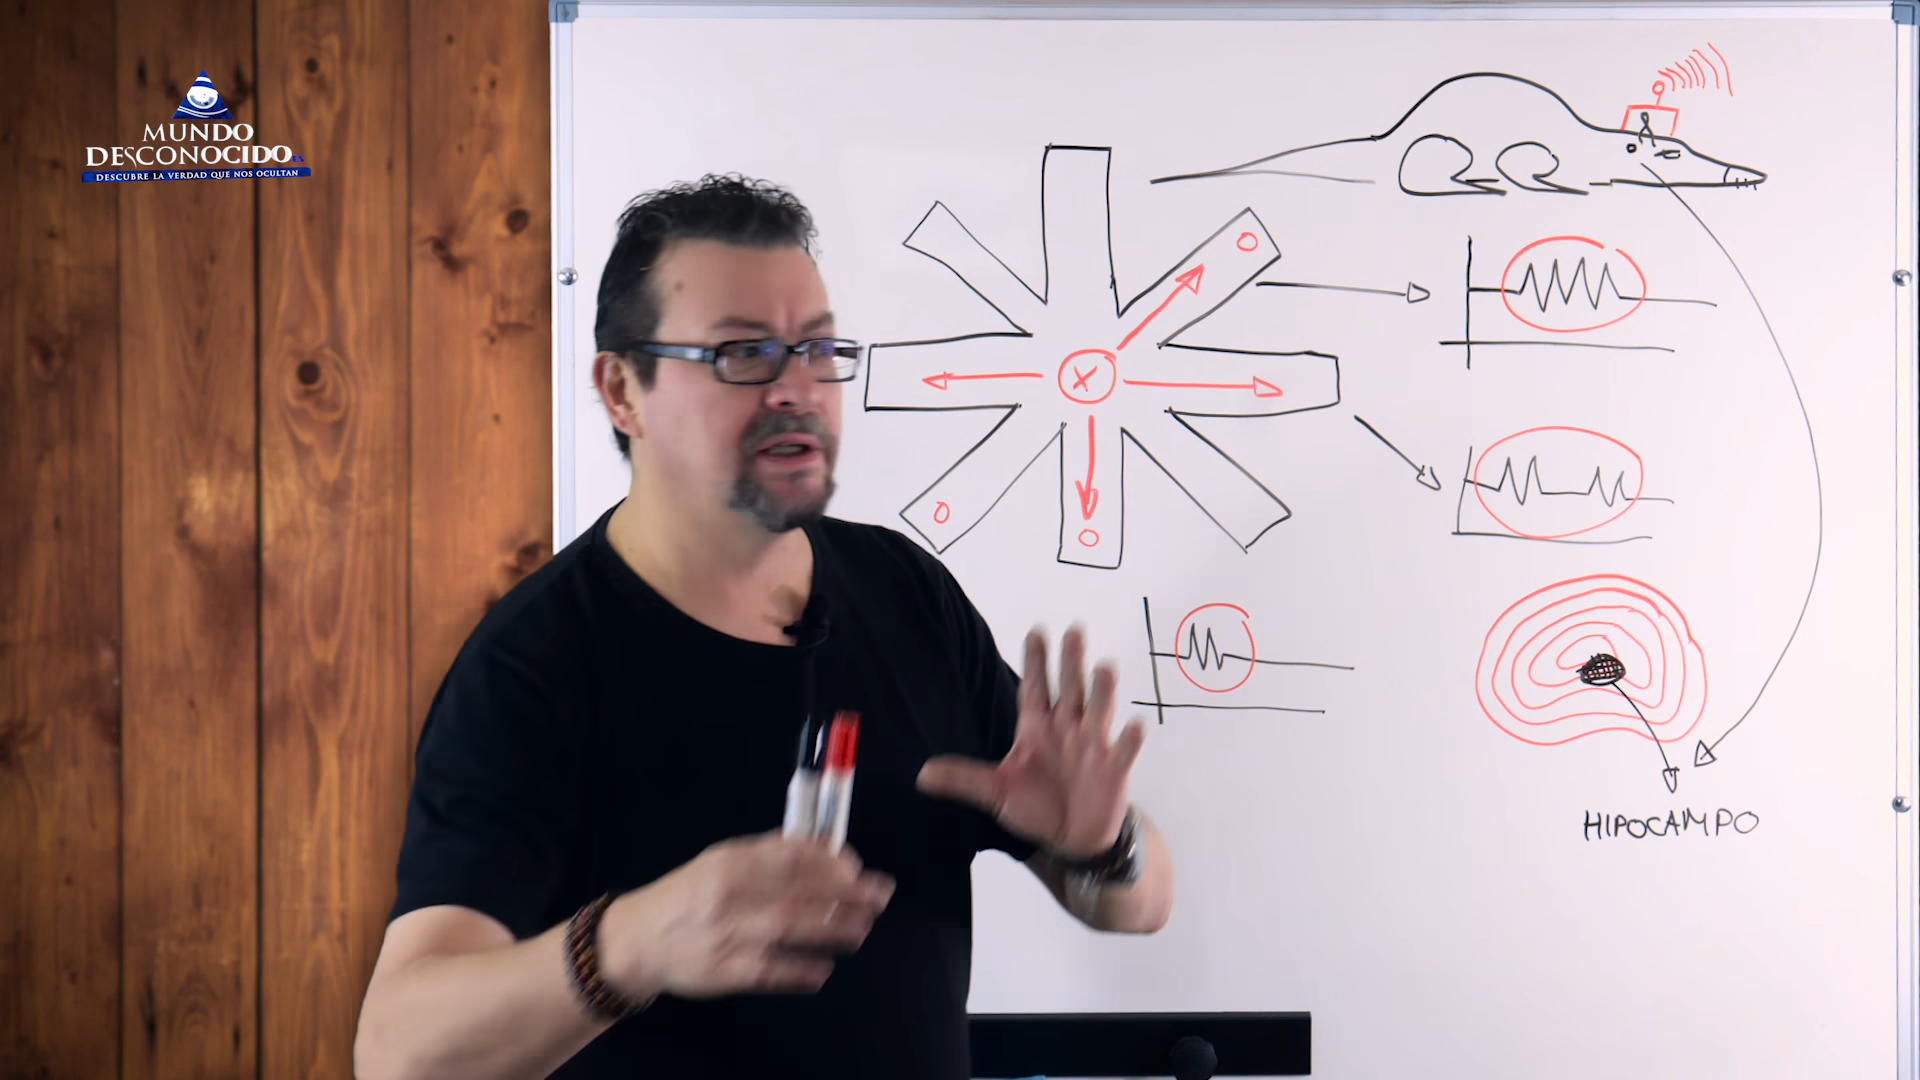 MUNDO
DESCONOCIDO.ES
DESCUBRE LA VERDAD QUE NOS OCULTAN
X
HIPOCAMPO